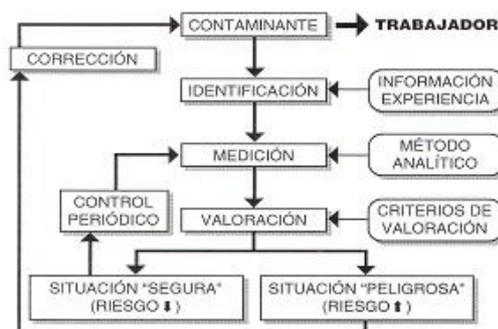 CONTAMINANTE
TRABAJADOR
CORRECCIÓN
IDENTIFICACIÓN
INFORMACIÓN
EXPERIENCIA
MEDICIÓN
MÉTODO
ANALÍTICO
CONTROL
PERIÓDICO
VALORACIÓN
CRITERIOS DE
VALORACIÓN
SITUACIÓN "SEGURA"
(RIESGO ⬇)
SITUACIÓN "PELIGROSA"
(RIESGO ⬆)